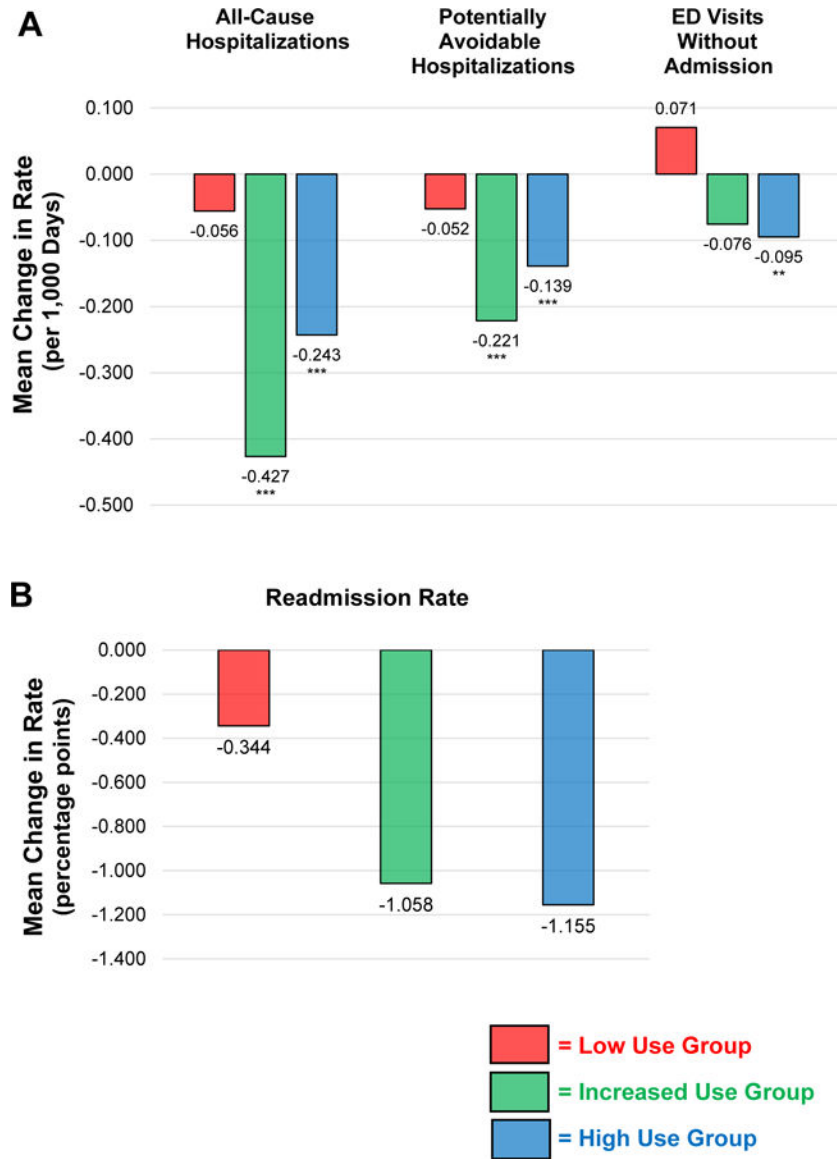 A
All-Cause
Hospitalizations
Potentially
Avoidable
Hospitalizations
ED Visits
Without
Admission
Mean Change in Rate
(per 1,000 Days)
0.100
0.000
-0.100
-0.200
-0.300
-0.400
-0.500
-0.056
-0.427
***
-0.243
***
-0.052
-0.221
***
-0.139
***
0.071
-0.076
-0.095
**
B
Readmission Rate
Mean Change in Rate
(percentage points)
0.000
-0.200
-0.400
-0.600
-0.800
-1.000
-1.200
-1.400
-0.344
-1.058
-1.155
= Low Use Group
= Increased Use Group
= High Use Group